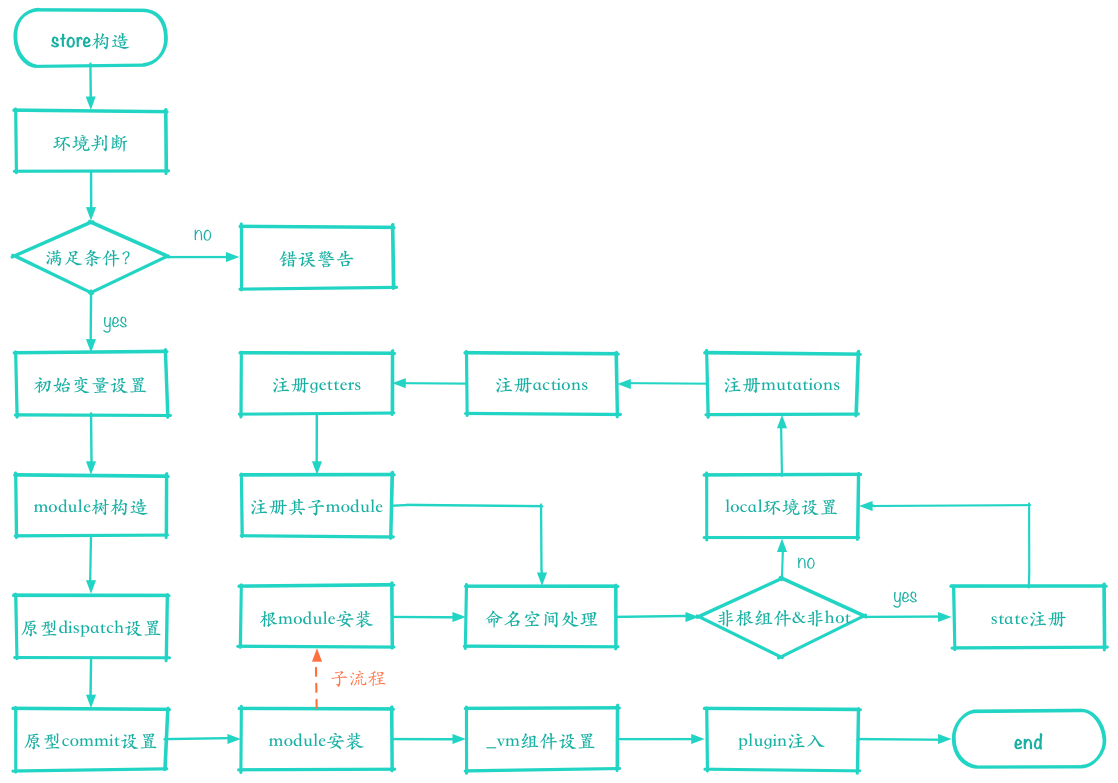 store构造
环境判断
满足条件?
no
错误警告
yes
初始变量设置
注册getters
注册actions
注册mutations
module树构造
注册其子module
local环境设置
no
原型dispatch设置
根module安装
命名空间处理
非根组件&非hot
yes
state注册
子流程
原型commit设置
module安装
_vm组件设置
plugin注入
end